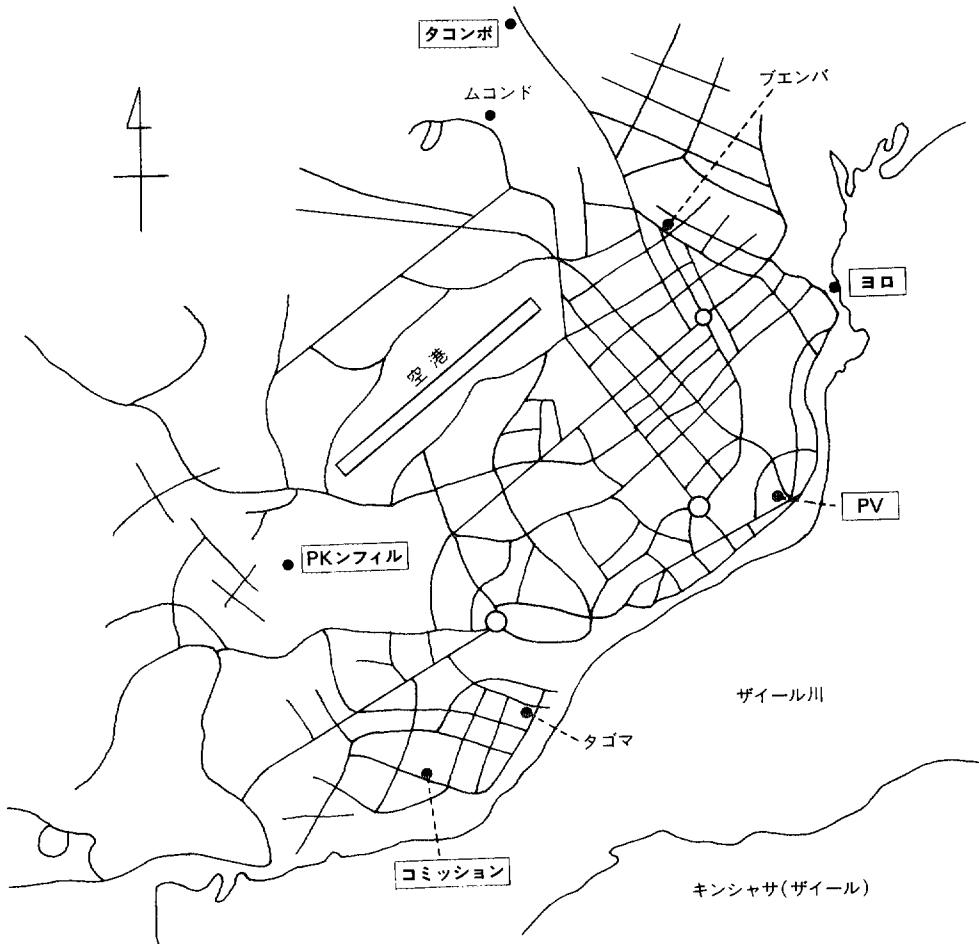 タコンボ
ムコンド
ブエンバ
ヨロ
空港
PV
PKンフィル
ザイール川
タゴマ
コミッション
キンシャサ(ザイール)